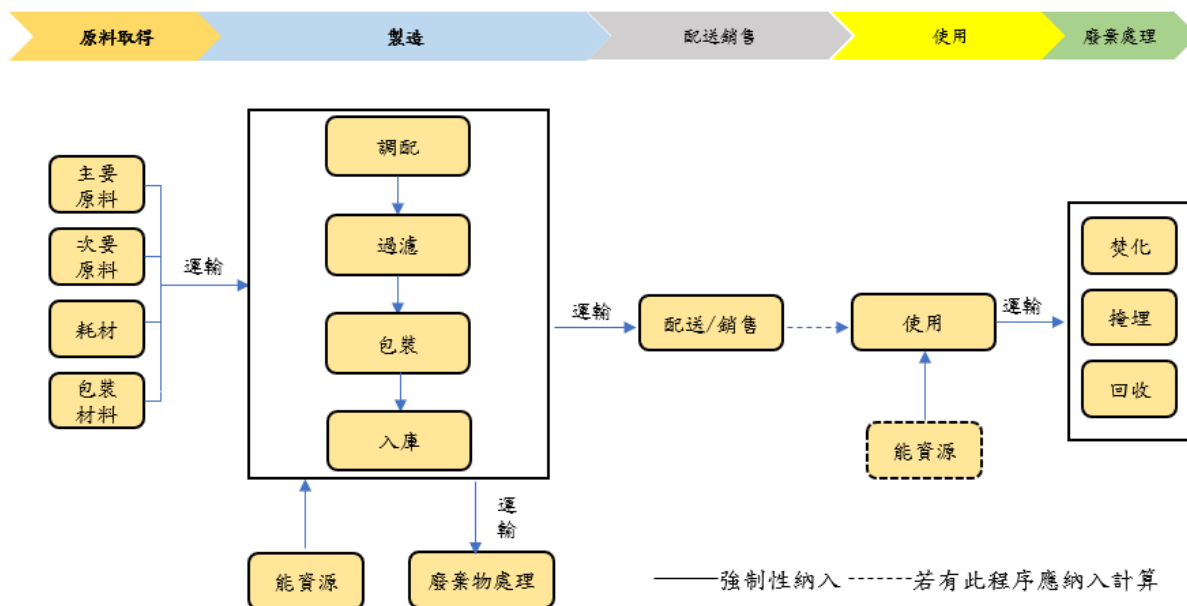 原料取得
製造
配送銷售
使用
廢棄處理
主要
原料
次要
原料
耗材
包裝
材料
運輸
調配
過濾
包裝
入庫
能資源
運
輸
廢棄物處理
運輸
配送/銷售
使用
能資源
運輸
焚化
掩埋
回收
強制性納入
若有此程序應納入計算